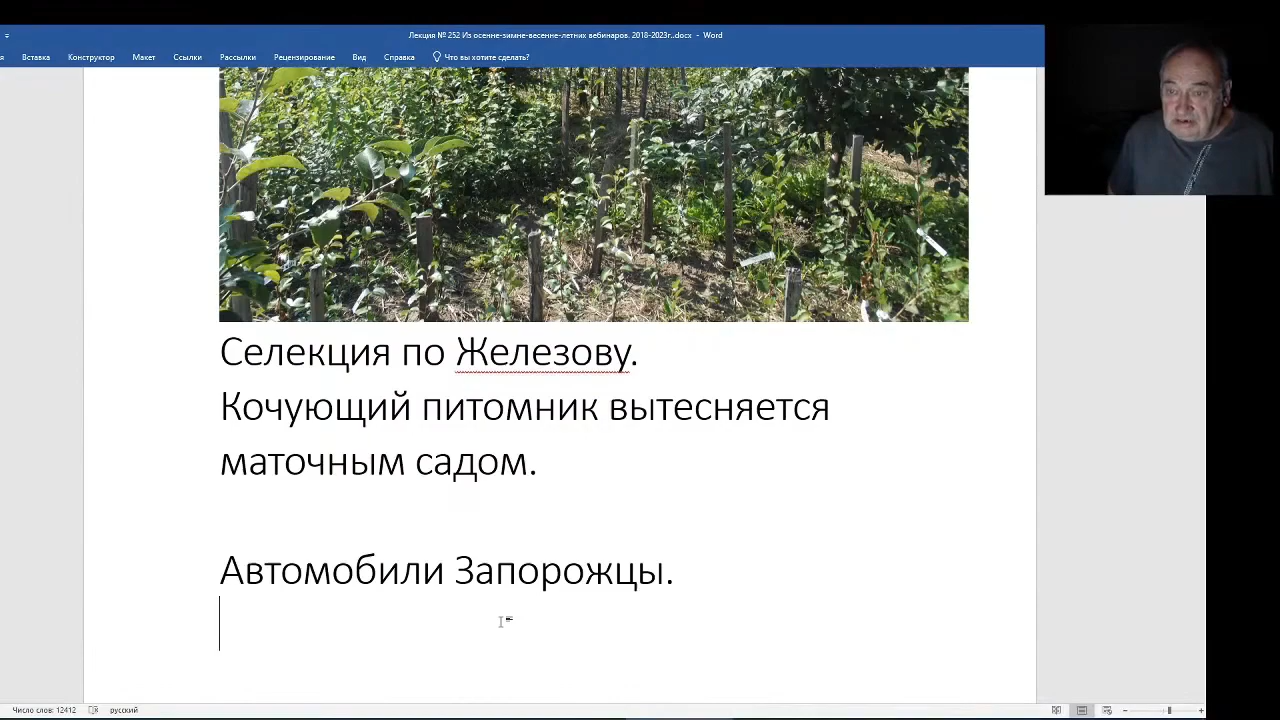 Лекция № 252 Из осенне-зимне-весенне-летних вебинаров. 2018-2023г..docx - Word
я Вставка Конструктор Макет Ссылки Рассылки Рецензирование Вид Справка Что вы хотите сделать?
Селекция по Железову.
Кочующий питомник вытесняется
маточным садом.
Автомобили Запорожцы.
Число слов: 12412 русский